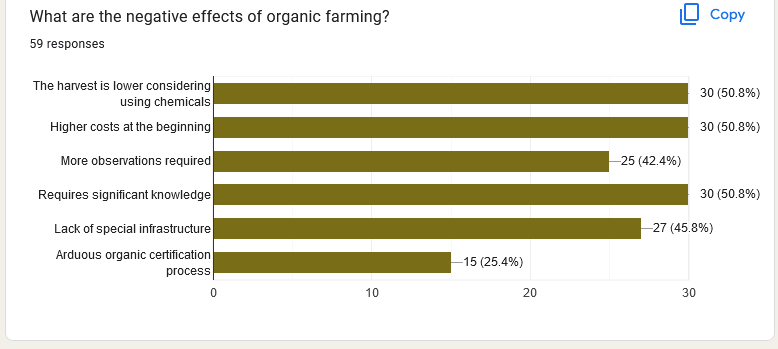 What are the negative effects of organic farming?
Copy
59 responses
The harvest is lower considering
using chemicals
30 (50.8%)
Higher costs at the beginning
30 (50.8%)
More observations required
25 (42.4%)
Requires significant knowledge
30 (50.8%)
Lack of special infrastructure
27 (45.8%)
Arduous organic certification
process
15 (25.4%)
0
10
20
30